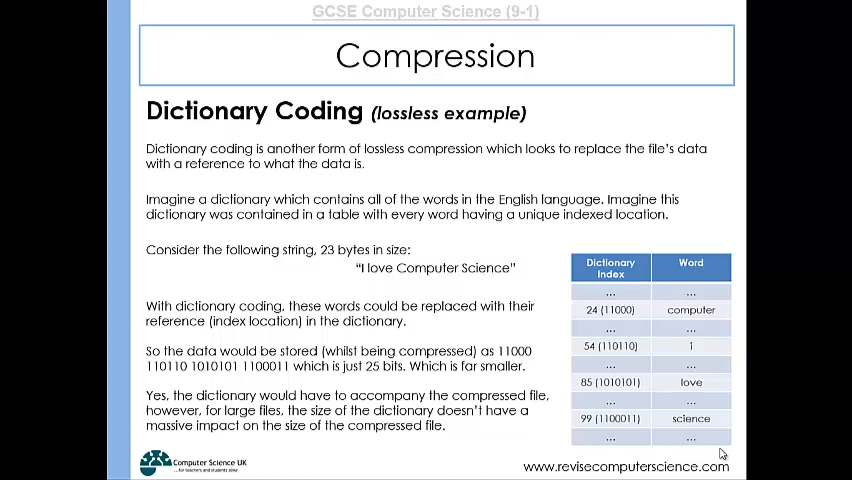 GCSE Computer Science (9-1)
Compression
Dictionary Coding (lossless example)
Dictionary coding is another form of lossless compression which looks to replace the file's data
with a reference to what the data is.
Imagine a dictionary which contains all of the words in the English language. Imagine this
dictionary was contained in a table with every word having a unique indexed location.
Consider the following string, 23 bytes in size:
"I love Computer Science"
With dictionary coding, these words could be replaced with their
reference (index location) in the dictionary.
So the data would be stored (whilst being compressed) as 11000
110110 1010101 1100011 which is just 25 bits. Which is far smaller.
Yes, the dictionary would have to accompany the compressed file,
however, for large files, the size of the dictionary doesn't have a
massive impact on the size of the compressed file.
Dictionary Index Word
... ...
24 (11000) computer
... ...
54 (110110) I
... ...
85 (1010101) love
... ...
99 (1100011) science
... ...
Computer Science UK
...for teachers and students alike
www.revisecomputerscience.com